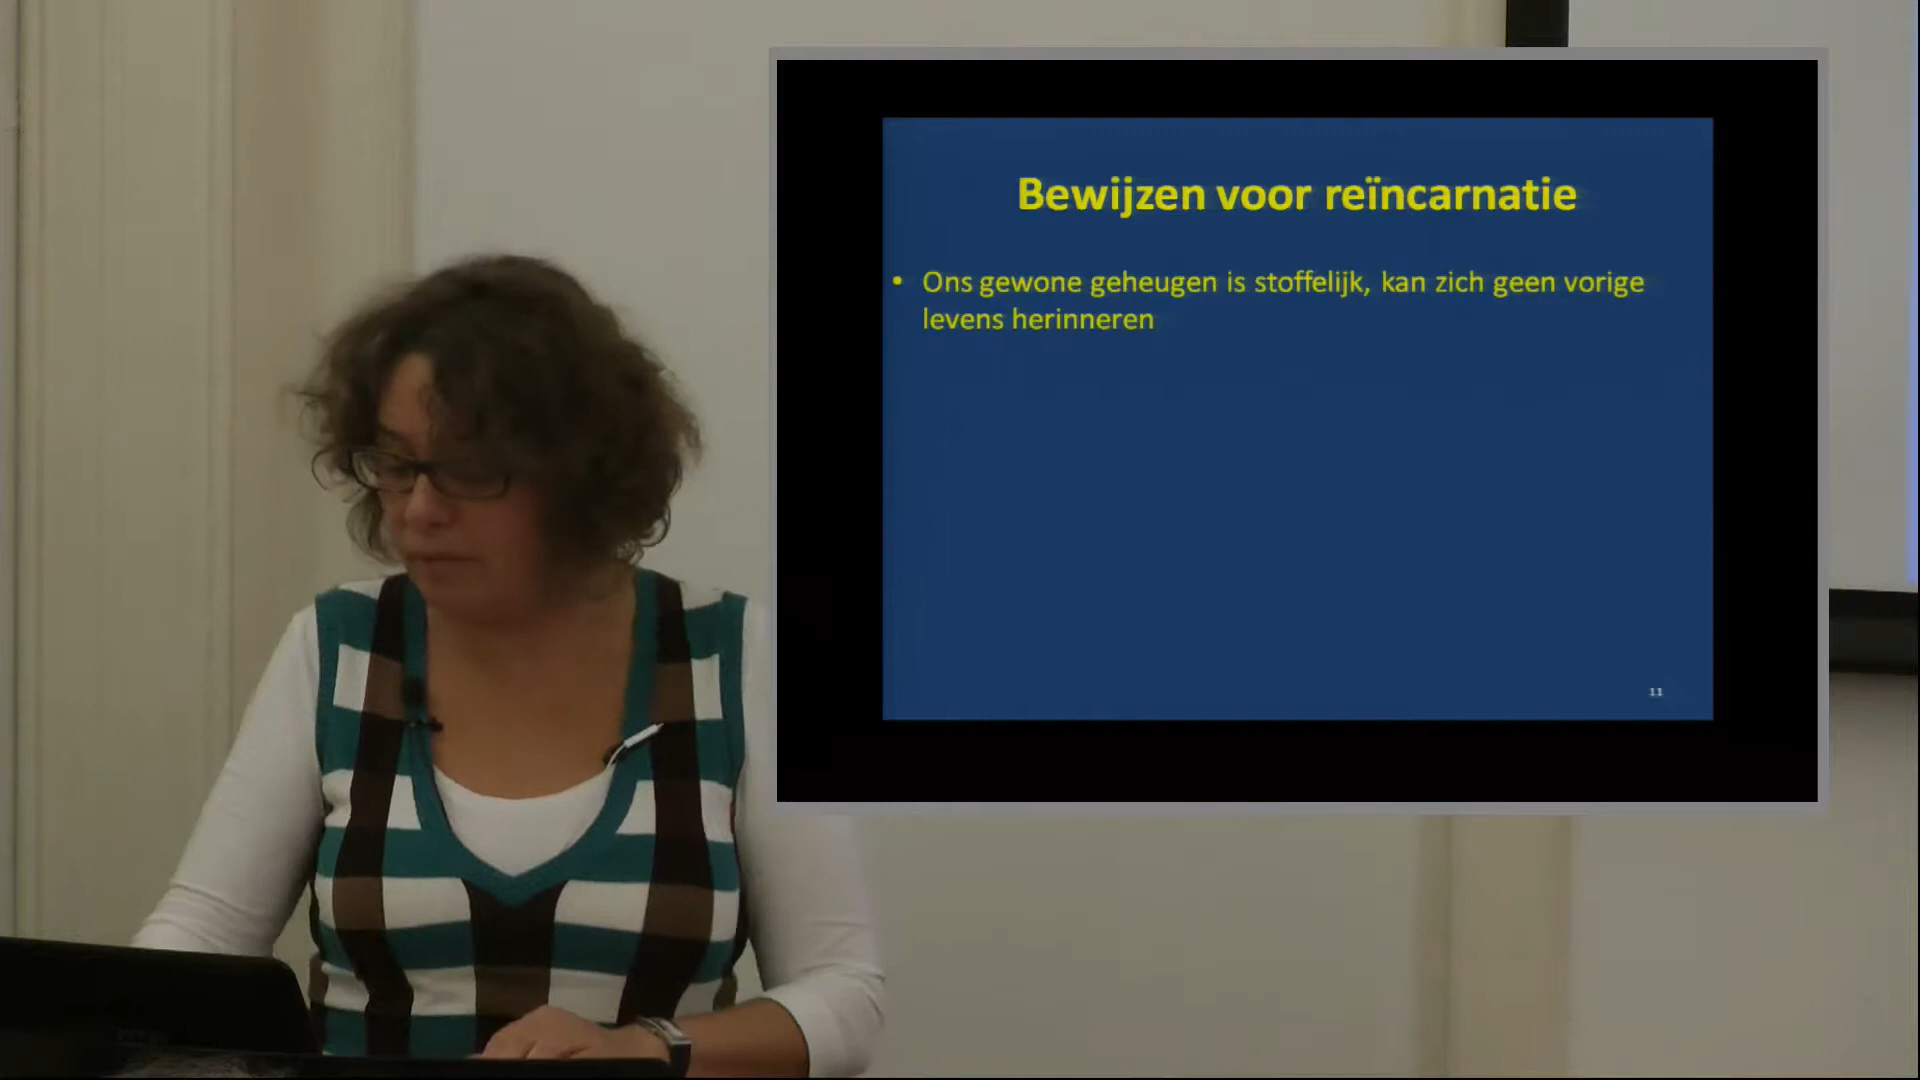 Bewijzen voor reïncarnatie
• Ons gewone geheugen is stoffelijk, kan zich geen vorige
levens herinneren
11